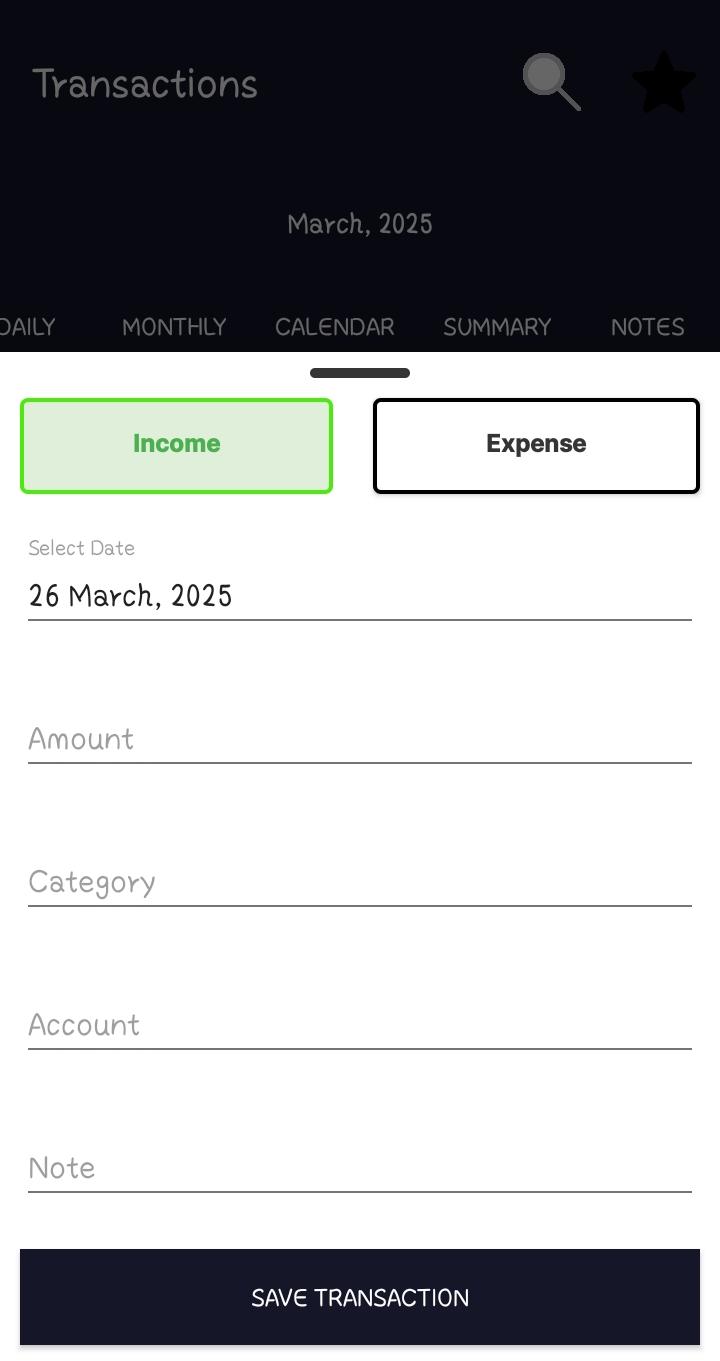 Transactions
March, 2025
DAILY MONTHLY CALENDAR SUMMARY NOTES
Income Expense
Select Date
26 March, 2025
Amount
Category
Account
Note
SAVE TRANSACTION